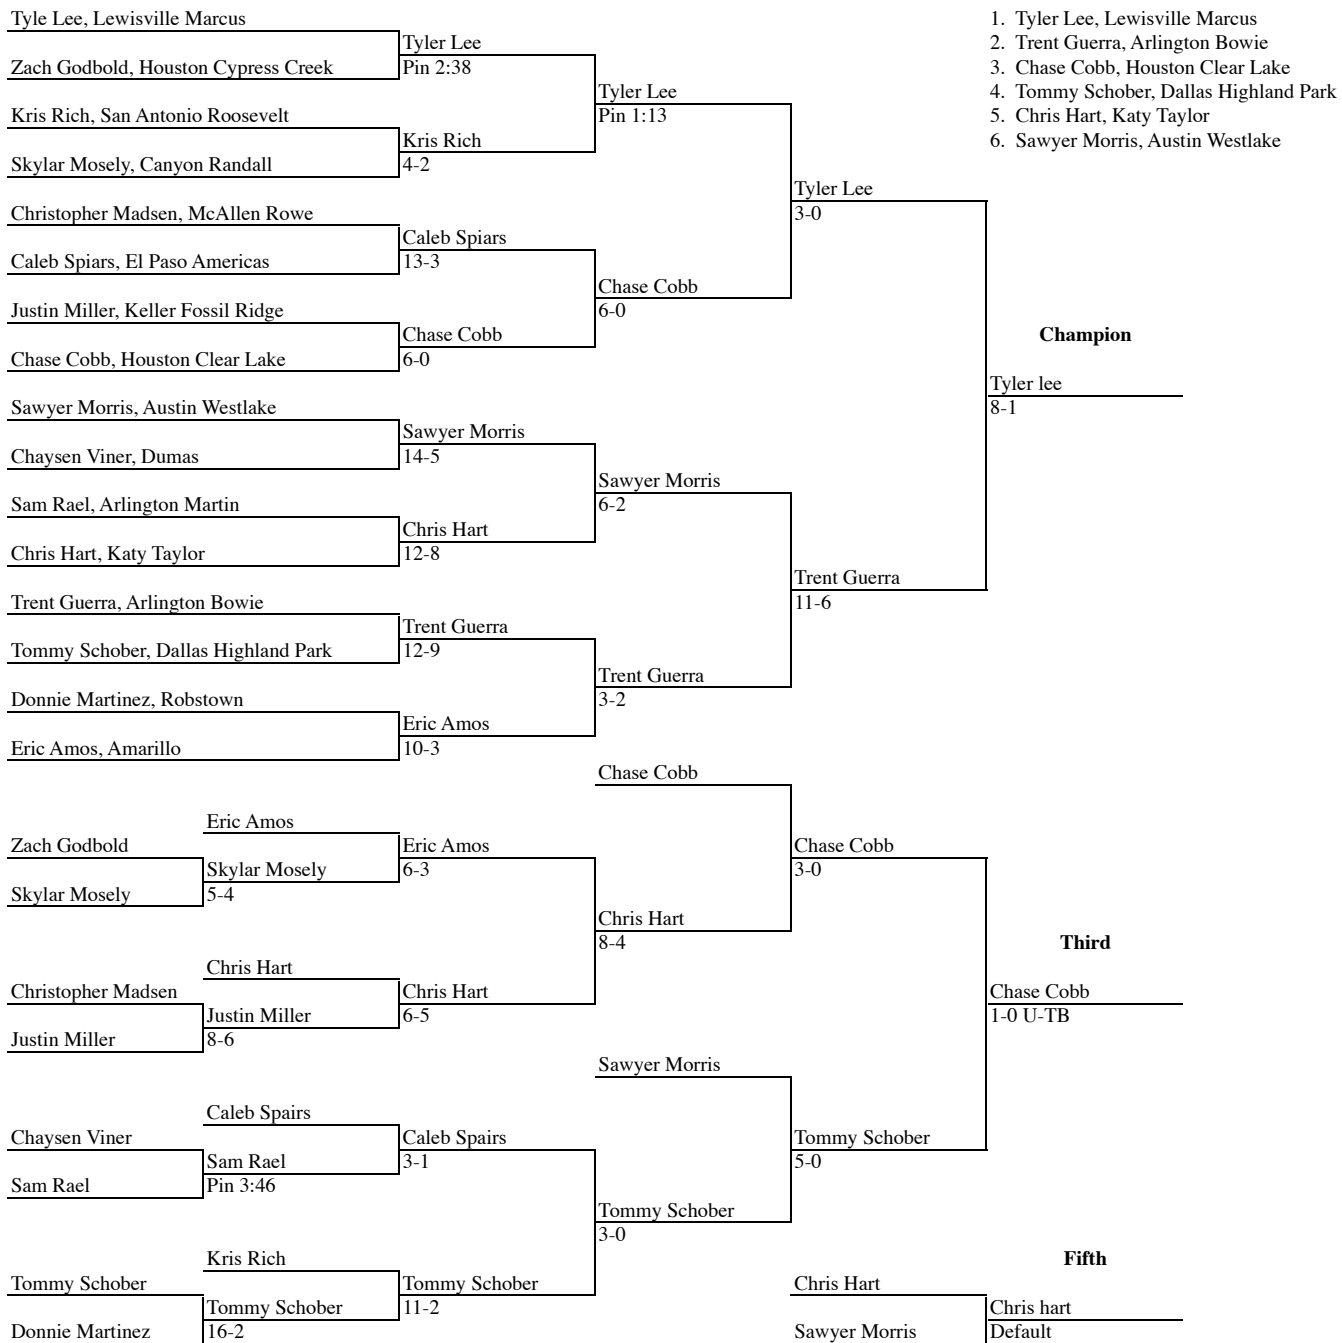 Tyle Lee, Lewisville Marcus
Zach Godbold, Houston Cypress Creek
Kris Rich, San Antonio Roosevelt
Skylar Mosely, Canyon Randall
Christopher Madsen, McAllen Rowe
Caleb Spiars, El Paso Americas
Justin Miller, Keller Fossil Ridge
Chase Cobb, Houston Clear Lake
Sawyer Morris, Austin Westlake
Chaysen Viner, Dumas
Sam Rael, Arlington Martin
Chris Hart, Katy Taylor
Trent Guerra, Arlington Bowie
Tommy Schober, Dallas Highland Park
Donnie Martinez, Robstown
Eric Amos, Amarillo
Tyler Lee
Pin 2:38
Kris Rich
4-2
Caleb Spiars
13-3
Chase Cobb
6-0
Sawyer Morris
14-5
Chris Hart
12-8
Trent Guerra
12-9
Eric Amos
10-3
Tyler Lee
Pin 1:13
Chase Cobb
6-0
Sawyer Morris
6-2
Trent Guerra
3-2
Tyler Lee
3-0
Trent Guerra
11-6
Champion
Tyler lee
8-1
1. Tyler Lee, Lewisville Marcus
2. Trent Guerra, Arlington Bowie
3. Chase Cobb, Houston Clear Lake
4. Tommy Schober, Dallas Highland Park
5. Chris Hart, Katy Taylor
6. Sawyer Morris, Austin Westlake
Zach Godbold
Skylar Mosely
Christopher Madsen
Justin Miller
Chaysen Viner
Sam Rael
Tommy Schober
Donnie Martinez
Eric Amos
Skylar Mosely
5-4
Chris Hart
Justin Miller
8-6
Caleb Spairs
Sam Rael
Pin 3:46
Kris Rich
Tommy Schober
16-2
Eric Amos
6-3
Chris Hart
6-5
Caleb Spairs
3-1
Tommy Schober
11-2
Chase Cobb
Chris Hart
8-4
Sawyer Morris
Tommy Schober
3-0
Chase Cobb
3-0
Tommy Schober
5-0
Third
Chase Cobb
1-0 U-TB
Fifth
Chris Hart
Sawyer Morris
Chris hart
Default